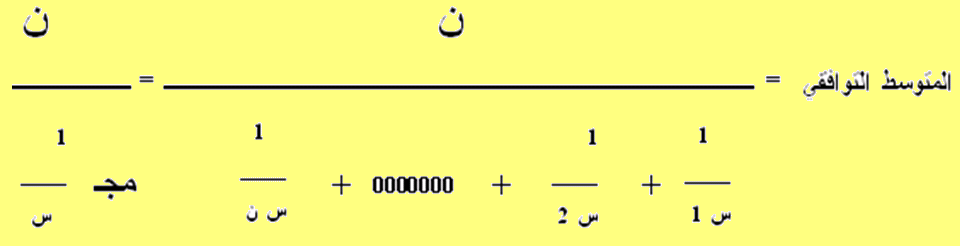 ن ن
المتوسط التوافقي = =
1 1 1 1
+ + 0000000 + مجـ
س 1 س 2 س ن س